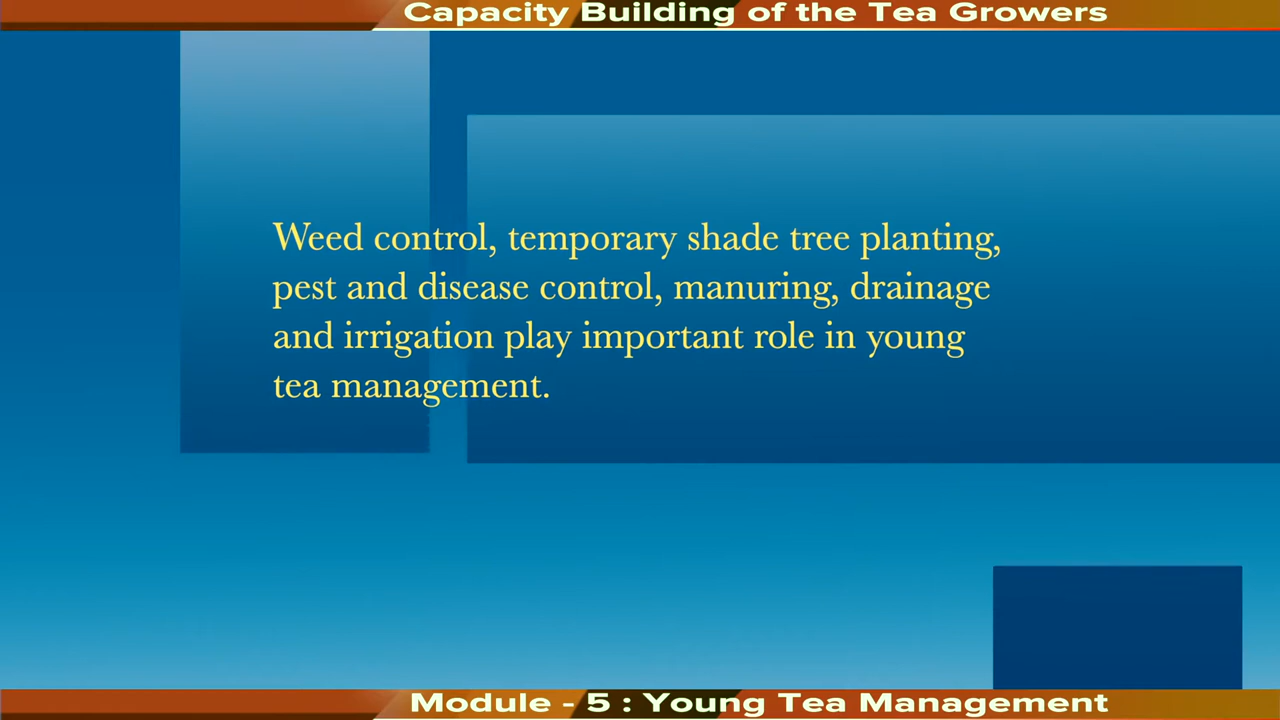 Capacity Building of the Tea Growers
Weed control, temporary shade tree planting,
pest and disease control, manuring, drainage
and irrigation play important role in young
tea management.
Module - 5 : Young Tea Management